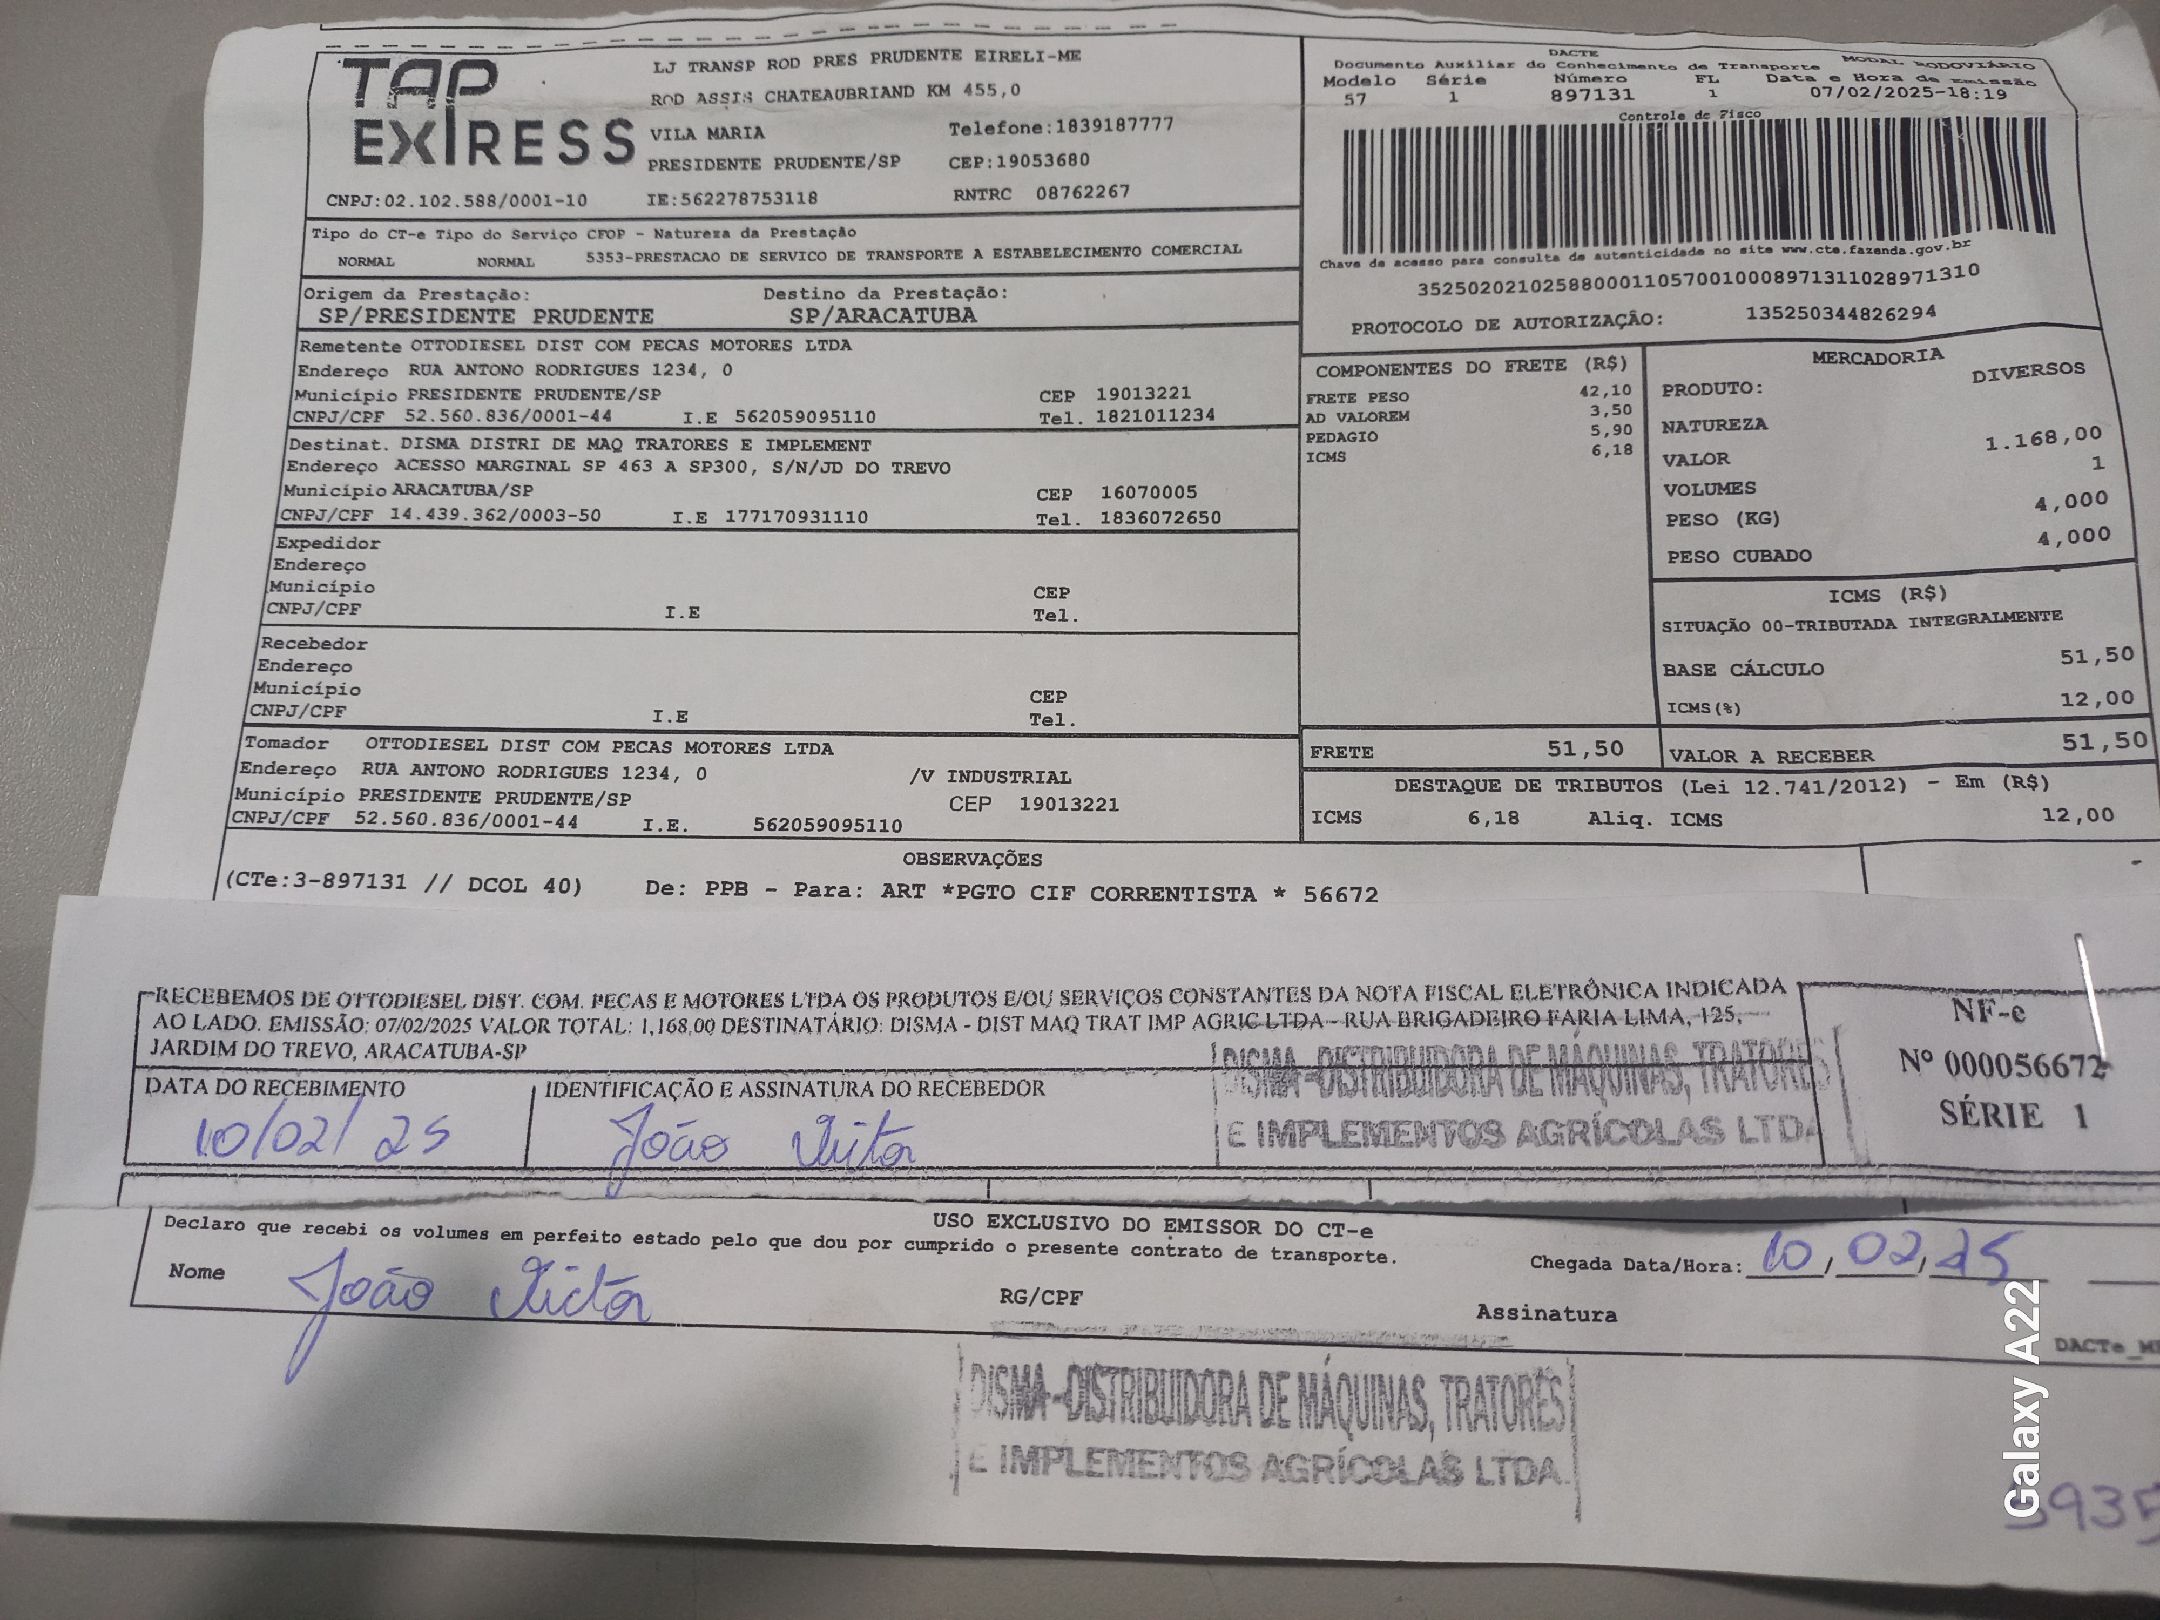 TAP EXPRESS
LJ TRANSP ROD PRES PRUDENTE EIRELI-ME
ROD ASSIS CHATEAUBRIAND KM 455,0
VILA MARIA Telefone:1839187777
PRESIDENTE PRUDENTE/SP CEP:19053680
CNPJ:02.102.588/0001-10 IE:562278753118 RNTRC 08762267
DACTE
Documento Auxiliar do Conhecimento de Transporte MODAL RODOVIÁRIO
Modelo Série Número FL Data e Hora de Emissão
57 1 897131 1 07/02/2025-18:19
Controle do Fisco
Chave de acesso para consulta de autenticidade no site www.cte.fazenda.gov.br
35250202102588000110570010008971311028971310
PROTOCOLO DE AUTORIZAÇÃO: 135250344826294
Tipo do CT-e Tipo do Serviço CFOP - Natureza da Prestação
NORMAL NORMAL 5353-PRESTACAO DE SERVICO DE TRANSPORTE A ESTABELECIMENTO COMERCIAL
Origem da Prestação: Destino da Prestação:
SP/PRESIDENTE PRUDENTE SP/ARACATUBA
Remetente OTTODIESEL DIST COM PECAS MOTORES LTDA
Endereço RUA ANTONO RODRIGUES 1234, 0
Município PRESIDENTE PRUDENTE/SP CEP 19013221
CNPJ/CPF 52.560.836/0001-44 I.E 562059095110 Tel. 1821011234
Destinat. DISMA DISTRI DE MAQ TRATORES E IMPLEMENT
Endereço ACESSO MARGINAL SP 463 A SP300, S/N/JD DO TREVO
Município ARACATUBA/SP CEP 16070005
CNPJ/CPF 14.439.362/0003-50 I.E 177170931110 Tel. 1836072650
Expedidor
Endereço
Município CEP
CNPJ/CPF I.E Tel.
Recebedor
Endereço
Município CEP
CNPJ/CPF I.E Tel.
Tomador OTTODIESEL DIST COM PECAS MOTORES LTDA
Endereço RUA ANTONO RODRIGUES 1234, 0 /V INDUSTRIAL
Município PRESIDENTE PRUDENTE/SP CEP 19013221
CNPJ/CPF 52.560.836/0001-44 I.E. 562059095110
COMPONENTES DO FRETE (R$)
FRETE PESO 42,10
AD VALOREM 3,50
PEDAGIO 5,90
ICMS 6,18
MERCADORIA
PRODUTO: DIVERSOS
NATUREZA
VALOR 1.168,00
VOLUMES 1
PESO (KG) 4,000
PESO CUBADO 4,000
ICMS (R$)
SITUAÇÃO 00-TRIBUTADA INTEGRALMENTE
BASE CÁLCULO 51,50
ICMS(%) 12,00
FRETE 51,50 VALOR A RECEBER 51,50
DESTAQUE DE TRIBUTOS (Lei 12.741/2012) - Em (R$)
ICMS 6,18 Aliq. ICMS 12,00
OBSERVAÇÕES
(CTe:3-897131 // DCOL 40) De: PPB - Para: ART *PGTO CIF CORRENTISTA * 56672
RECEBEMOS DE OTTODIESEL DIST. COM. PECAS E MOTORES LTDA OS PRODUTOS E/OU SERVIÇOS CONSTANTES DA NOTA FISCAL ELETRÔNICA INDICADA
AO LADO. EMISSÃO: 07/02/2025 VALOR TOTAL: 1,168,00 DESTINATÁRIO: DISMA - DIST MAQ TRAT IMP AGRIC LTDA - RUA BRIGADEIRO FARIA LIMA, 125,
JARDIM DO TREVO, ARACATUBA-SP
NF-e
Nº 000056672
SÉRIE 1
DATA DO RECEBIMENTO IDENTIFICAÇÃO E ASSINATURA DO RECEBEDOR
10/02/25 João Victor
DISMA - DISTRIBUIDORA DE MÁQUINAS, TRATORES
E IMPLEMENTOS AGRÍCOLAS LTDA
USO EXCLUSIVO DO EMISSOR DO CT-e
Declaro que recebi os volumes em perfeito estado pelo que dou por cumprido o presente contrato de transporte.
Chegada Data/Hora: 10/02/25
Nome João Victor RG/CPF Assinatura
DACTe_M
DISMA - DISTRIBUIDORA DE MÁQUINAS, TRATORES
E IMPLEMENTOS AGRÍCOLAS LTDA.
5935
Galaxy A22